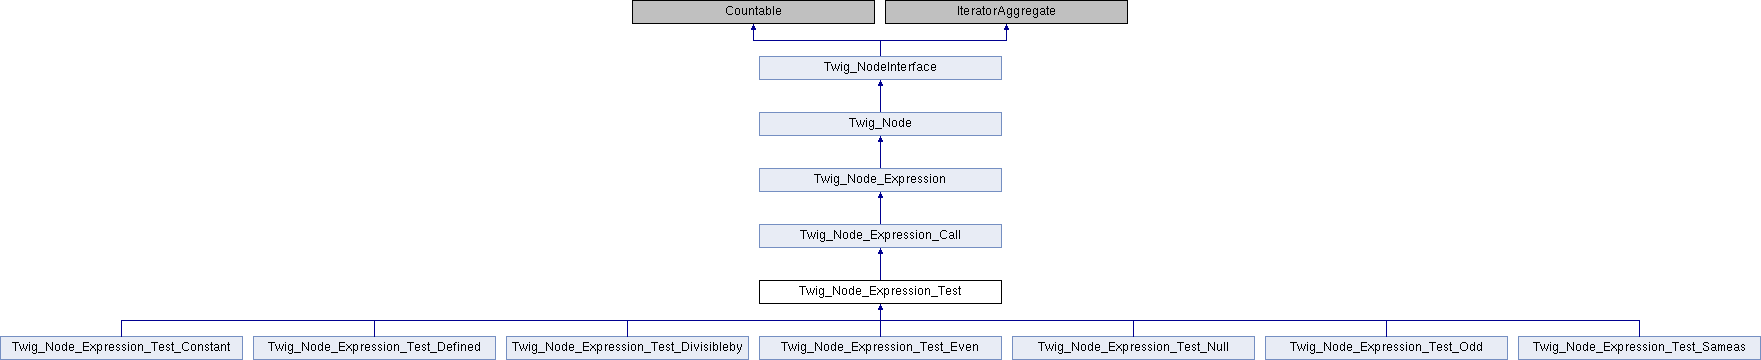 Countable
IteratorAggregate
Twig_NodeInterface
Twig_Node
Twig_Node_Expression
Twig_Node_Expression_Call
Twig_Node_Expression_Test
Twig_Node_Expression_Test_Constant
Twig_Node_Expression_Test_Defined
Twig_Node_Expression_Test_Divisibleby
Twig_Node_Expression_Test_Even
Twig_Node_Expression_Test_Null
Twig_Node_Expression_Test_Odd
Twig_Node_Expression_Test_Sameas